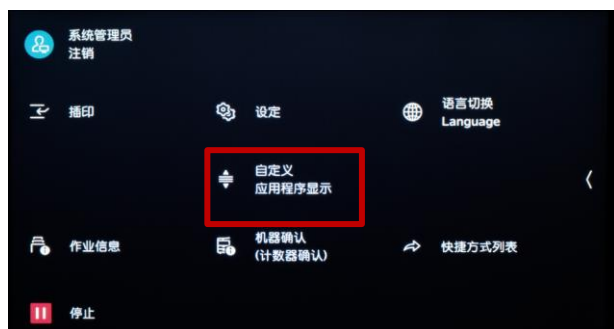 系统管理员
注销
插印
设定
语言切换
Language
自定义
应用程序显示
作业信息
机器确认
(计数器确认)
快捷方式列表
停止